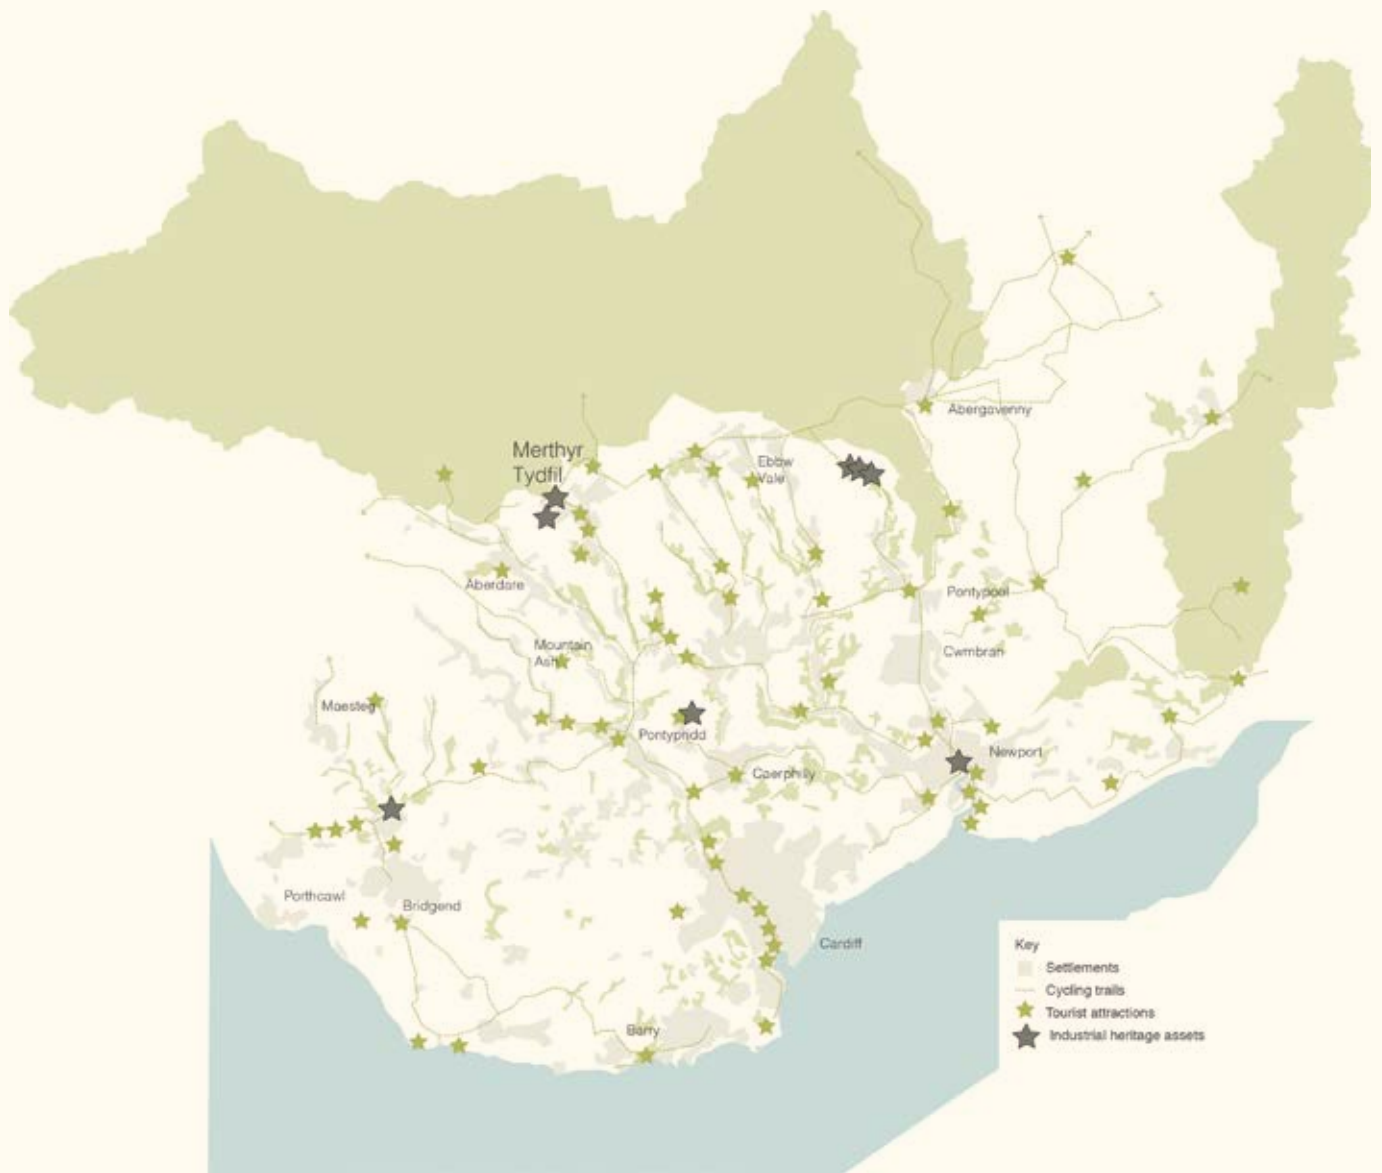 Abergavenny
Merthyr
Tydfil
Ebbw
Vale
Aberdare
Pontypool
Mountain
Ash
Cwmbran
Maesteg
Pontypridd
Newport
Caerphilly
Porthcawl
Bridgend
Cardiff
Barry
Key
Settlements
Cycling trails
Tourist attractions
Industrial heritage assets